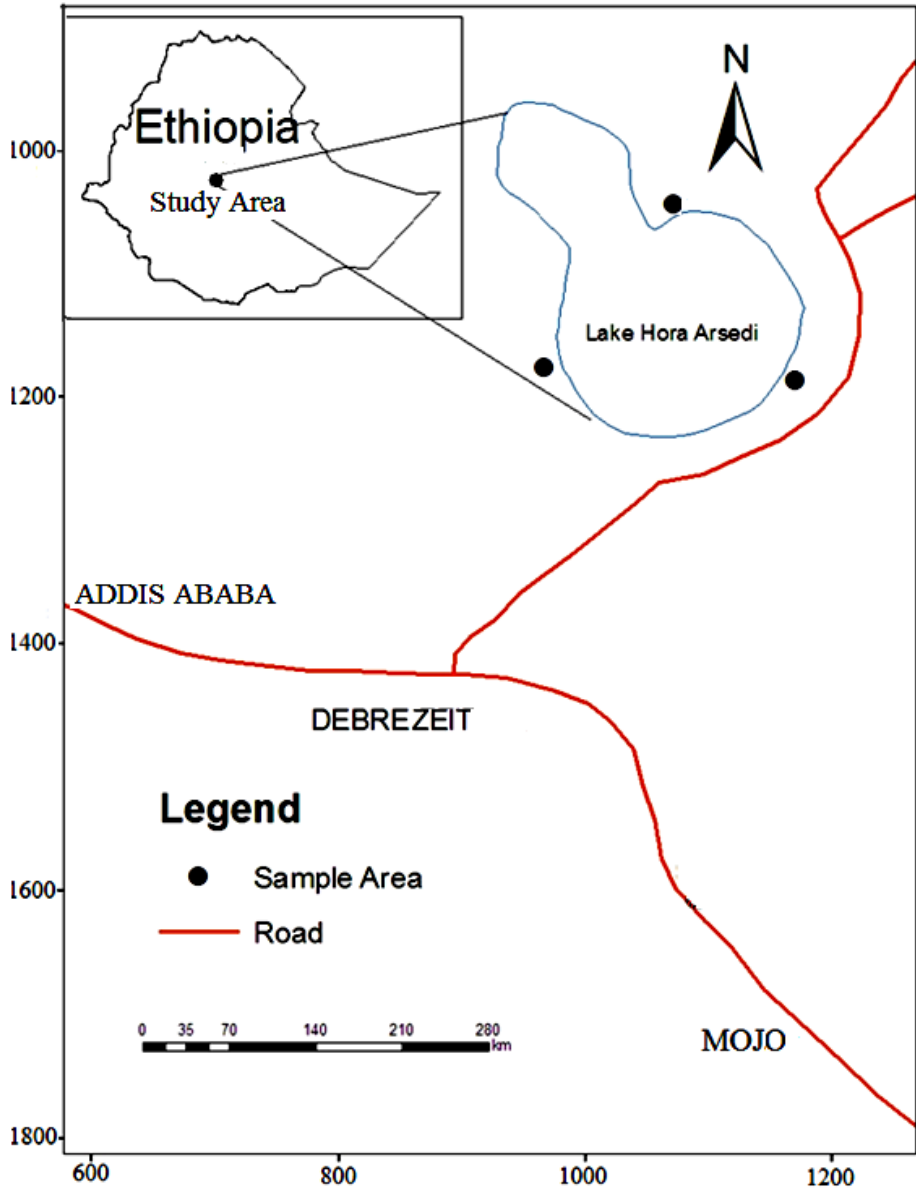 Ethiopia
Study Area
N
Lake Hora Arsedi
1000
1200
1400
1600
1800
ADDIS ABABA
DEBREZEIT
Legend
Sample Area
Road
0 35 70 140 210 280
km
MOJO
600 800 1000 1200